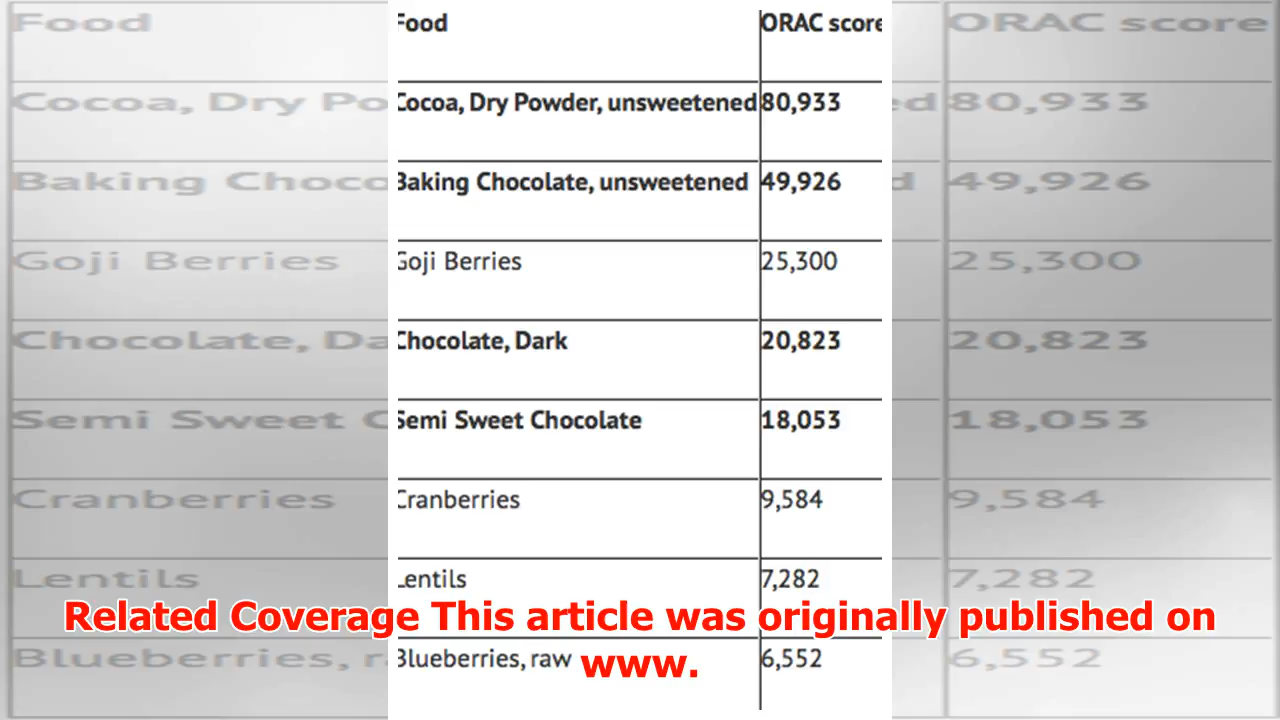 Food ORAC score
Cocoa, Dry Powder, unsweetened 80,933
Baking Chocolate, unsweetened 49,926
Goji Berries 25,300
Chocolate, Dark 20,823
Semi Sweet Chocolate 18,053
Cranberries 9,584
Lentils 7,282
Related Coverage This article was originally published on
www.
Blueberries, raw 6,552